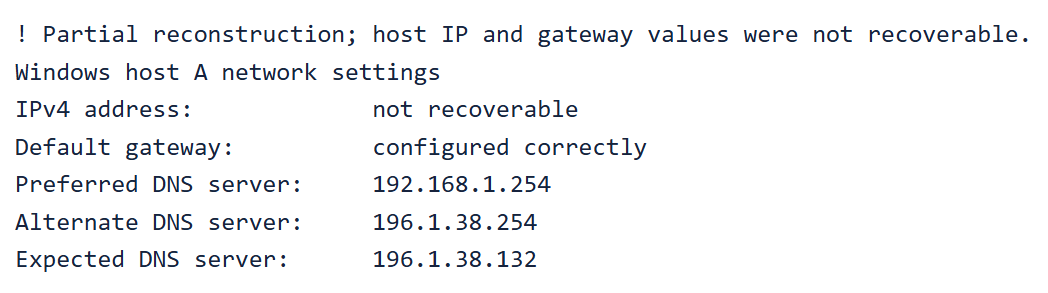 ! Partial reconstruction; host IP and gateway values were not recoverable.
Windows host A network settings
IPv4 address: not recoverable
Default gateway: configured correctly
Preferred DNS server: 192.168.1.254
Alternate DNS server: 196.1.38.254
Expected DNS server: 196.1.38.132